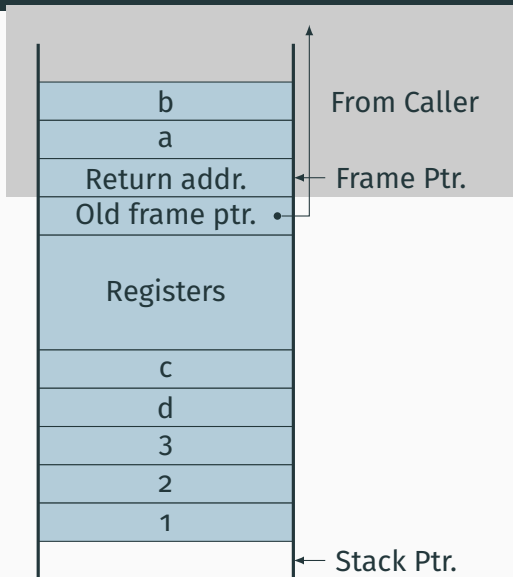 b
From Caller
a
Return addr.
Frame Ptr.
Old frame ptr.
Registers
c
d
3
2
1
Stack Ptr.